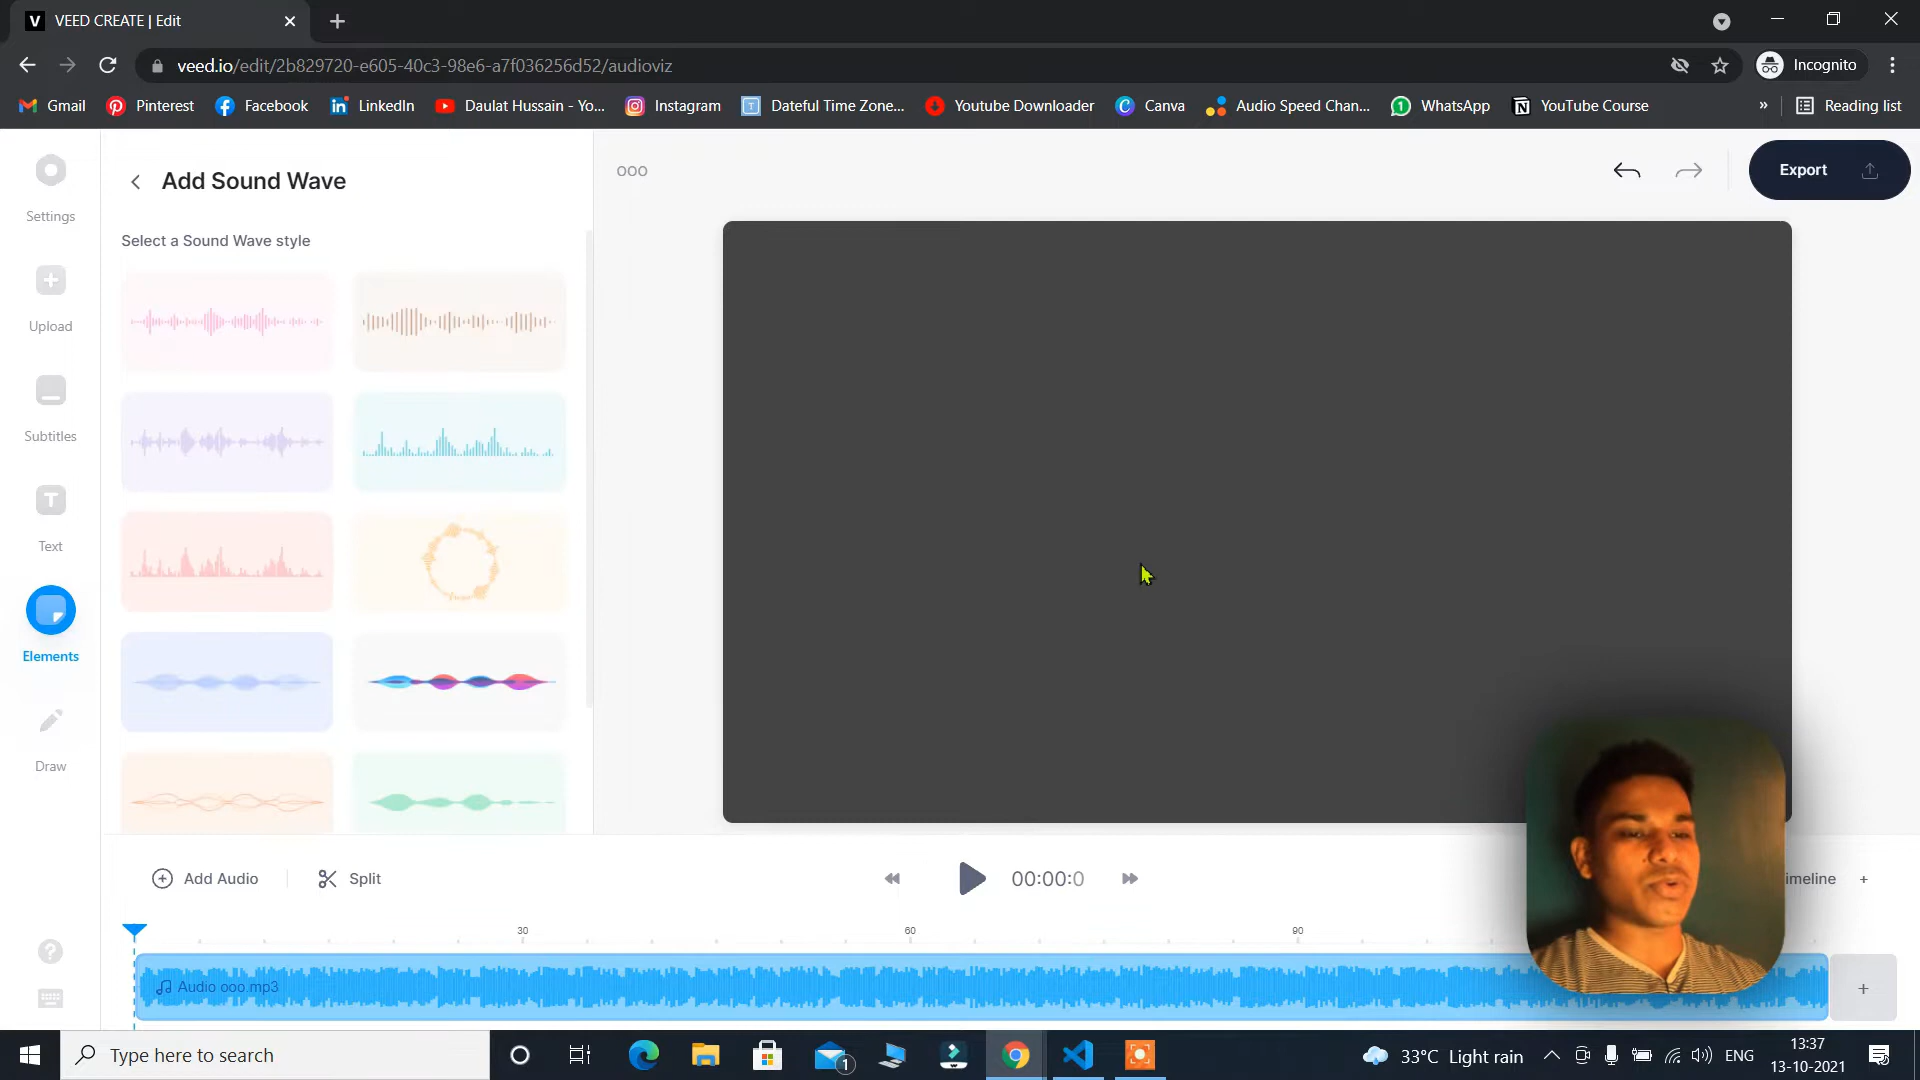 VEED CREATE | Edit
veed.io/edit/2b829720-e605-40c3-98e6-a7f036256d52/audioviz
Incognito
Gmail
Pinterest
Facebook
LinkedIn
Daulat Hussain - Yo...
Instagram
Dateful Time Zone...
Youtube Downloader
Canva
Audio Speed Chan...
WhatsApp
YouTube Course
»
Reading list
Settings
Upload
Subtitles
Text
Elements
Draw
Add Sound Wave
Select a Sound Wave style
ooo
Export
Add Audio
Split
00:00:0
imeline +
30
60
90
Audio ooo.mp3
+
Type here to search
1
33°C Light rain
ENG
13:37
13-10-2021